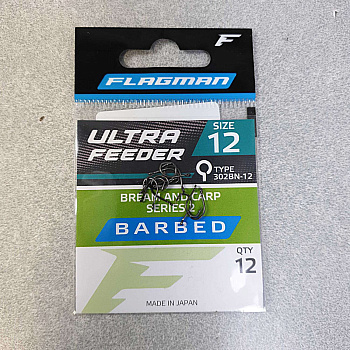 FLAGMAN
ULTRA
FEEDER
SIZE
12
TYPE
302BN-12
BREAM AND CARP
SERIES 2
BARBED
QTY
12
MADE IN JAPAN